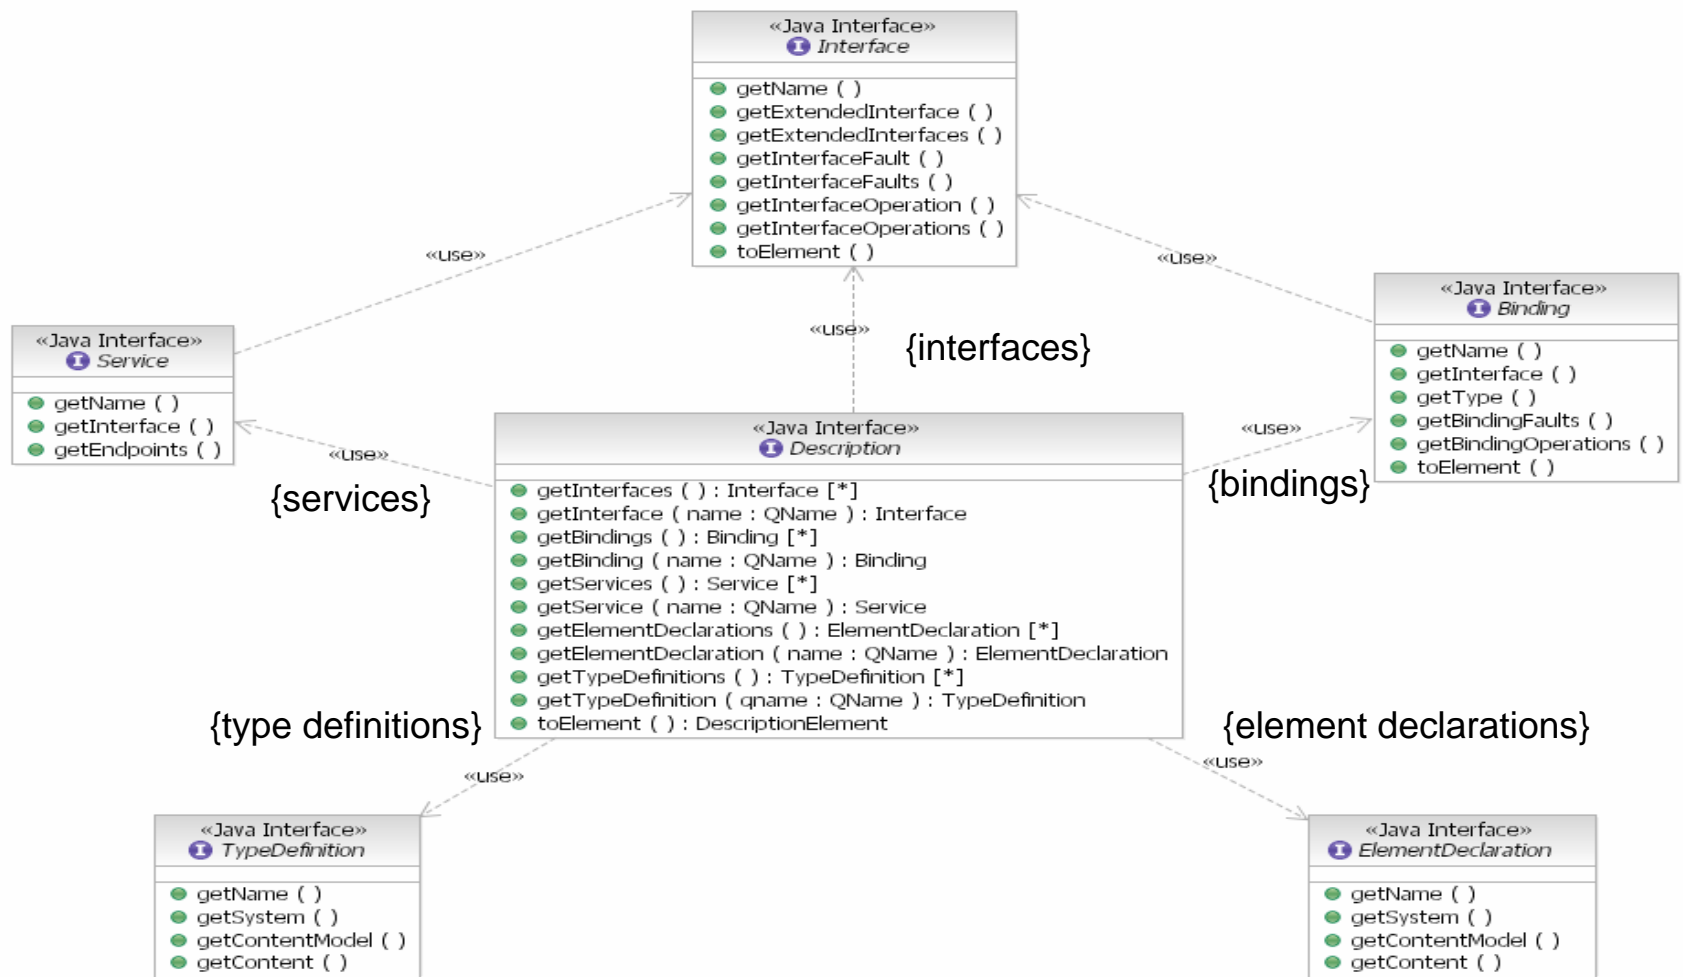 «Java Interface»
Interface
getName ( )
getExtendedInterface ( )
getExtendedInterfaces ( )
getInterfaceFault ( )
getInterfaceFaults ( )
getInterfaceOperation ( )
getInterfaceOperations ( )
toElement ( )
«use»
«use»
«use»
{interfaces}
«Java Interface»
Service
getName ( )
getInterface ( )
getEndpoints ( )
«Java Interface»
Binding
getName ( )
getInterface ( )
getType ( )
getBindingFaults ( )
getBindingOperations ( )
toElement ( )
«use»
{services}
«use»
{bindings}
«Java Interface»
Description
getInterfaces ( ) : Interface [*]
getInterface ( name : QName ) : Interface
getBindings ( ) : Binding [*]
getBinding ( name : QName ) : Binding
getServices ( ) : Service [*]
getService ( name : QName ) : Service
getElementDeclarations ( ) : ElementDeclaration [*]
getElementDeclaration ( name : QName ) : ElementDeclaration
getTypeDefinitions ( ) : TypeDefinition [*]
getTypeDefinition ( qname : QName ) : TypeDefinition
toElement ( ) : DescriptionElement
{type definitions}
{element declarations}
«use»
«use»
«Java Interface»
TypeDefinition
getName ( )
getSystem ( )
getContentModel ( )
getContent ( )
«Java Interface»
ElementDeclaration
getName ( )
getSystem ( )
getContentModel ( )
getContent ( )